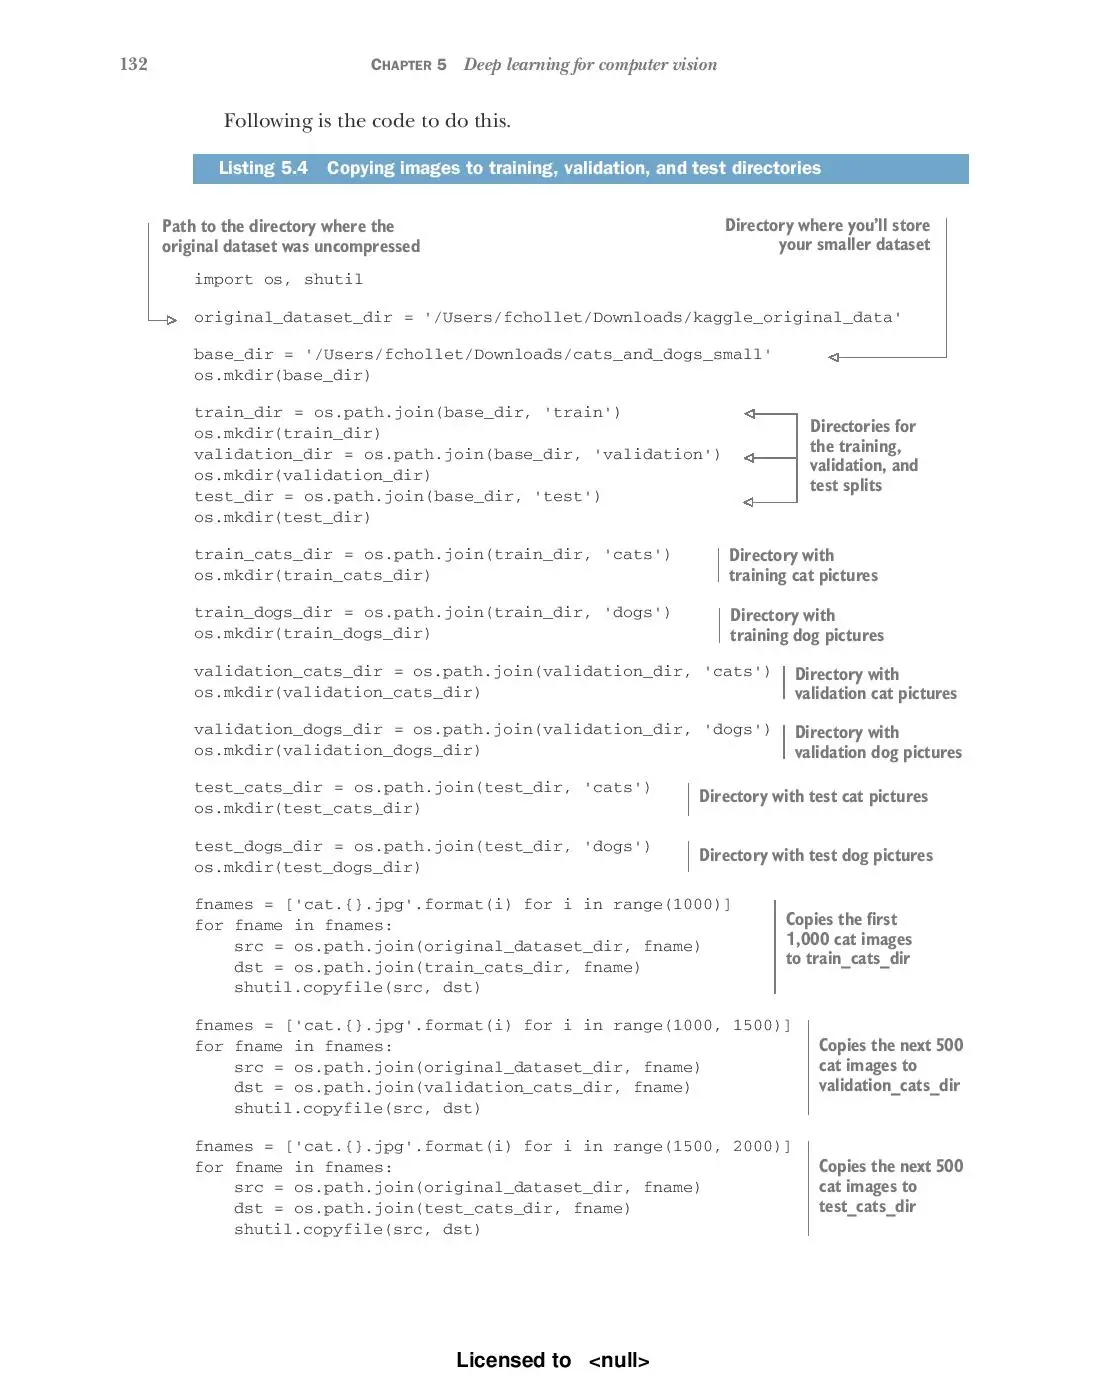 132
CHAPTER 5 Deep learning for computer vision
Following is the code to do this.
Listing 5.4 Copying images to training, validation, and test directories
Path to the directory where the
original dataset was uncompressed
Directory where you'll store
your smaller dataset
import os, shutil
original_dataset_dir = '/Users/fchollet/Downloads/kaggle_original_data'
base_dir = '/Users/fchollet/Downloads/cats_and_dogs_small'
os.mkdir(base_dir)
train_dir = os.path.join(base_dir, 'train')
os.mkdir(train_dir)
validation_dir = os.path.join(base_dir, 'validation')
os.mkdir(validation_dir)
test_dir = os.path.join(base_dir, 'test')
os.mkdir(test_dir)
Directories for
the training,
validation, and
test splits
train_cats_dir = os.path.join(train_dir, 'cats')
os.mkdir(train_cats_dir)
Directory with
training cat pictures
train_dogs_dir = os.path.join(train_dir, 'dogs')
os.mkdir(train_dogs_dir)
Directory with
training dog pictures
validation_cats_dir = os.path.join(validation_dir, 'cats')
os.mkdir(validation_cats_dir)
Directory with
validation cat pictures
validation_dogs_dir = os.path.join(validation_dir, 'dogs')
os.mkdir(validation_dogs_dir)
Directory with
validation dog pictures
test_cats_dir = os.path.join(test_dir, 'cats')
os.mkdir(test_cats_dir)
Directory with test cat pictures
test_dogs_dir = os.path.join(test_dir, 'dogs')
os.mkdir(test_dogs_dir)
Directory with test dog pictures
fnames = ['cat.{}.jpg'.format(i) for i in range(1000)]
for fname in fnames:
    src = os.path.join(original_dataset_dir, fname)
    dst = os.path.join(train_cats_dir, fname)
    shutil.copyfile(src, dst)
Copies the first
1,000 cat images
to train_cats_dir
fnames = ['cat.{}.jpg'.format(i) for i in range(1000, 1500)]
for fname in fnames:
    src = os.path.join(original_dataset_dir, fname)
    dst = os.path.join(validation_cats_dir, fname)
    shutil.copyfile(src, dst)
Copies the next 500
cat images to
validation_cats_dir
fnames = ['cat.{}.jpg'.format(i) for i in range(1500, 2000)]
for fname in fnames:
    src = os.path.join(original_dataset_dir, fname)
    dst = os.path.join(test_cats_dir, fname)
    shutil.copyfile(src, dst)
Copies the next 500
cat images to
test_cats_dir
Licensed to <null>